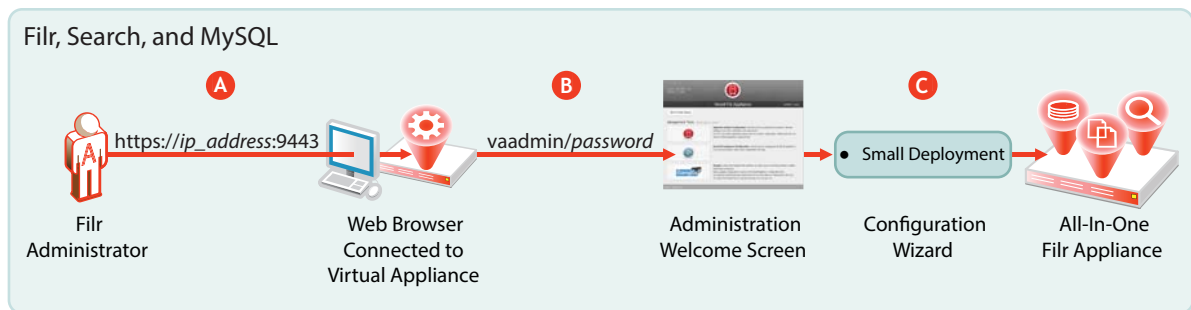 Filr, Search, and MySQL
A
B
C
https://ip_address:9443
vaadmin/password
• Small Deployment
A
Filr
Administrator
Web Browser
Connected to
Virtual Appliance
Administration
Welcome Screen
Configuration
Wizard
All-In-One
Filr Appliance